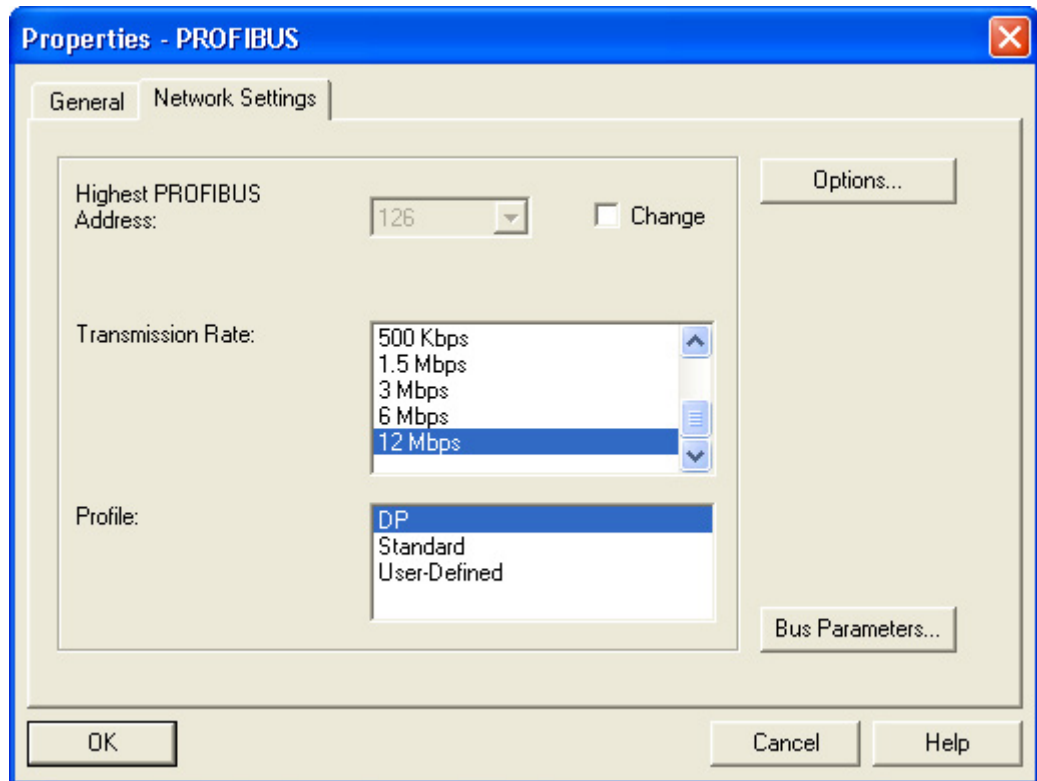 Properties - PROFIBUS
General
Network Settings
Highest PROFIBUS
Address:
126
Change
Options...
Transmission Rate:
500 Kbps
1.5 Mbps
3 Mbps
6 Mbps
12 Mbps
Profile:
DP
Standard
User-Defined
Bus Parameters...
OK
Cancel
Help